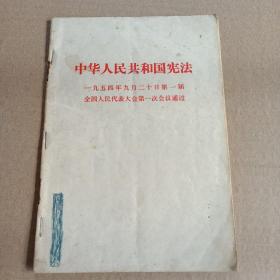 中华人民共和国宪法
一九五四年九月二十日第一届
全国人民代表大会第一次会议通过